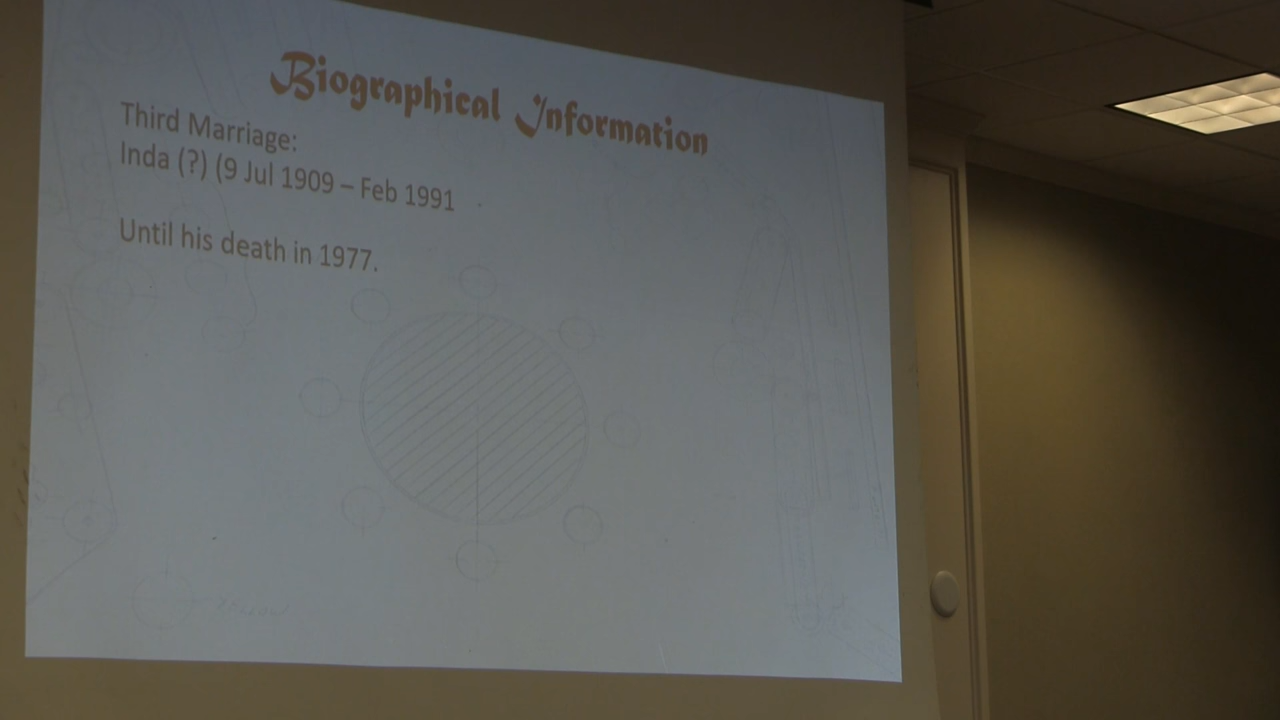 Biographical Information
Third Marriage:
Inda (?) (9 Jul 1909 – Feb 1991
Until his death in 1977.